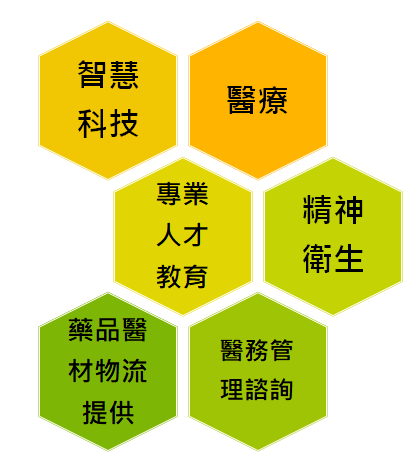 智慧
科技
醫療
專業
人才
教育
精神
衛生
藥品醫
材物流
提供
醫務管
理諮詢